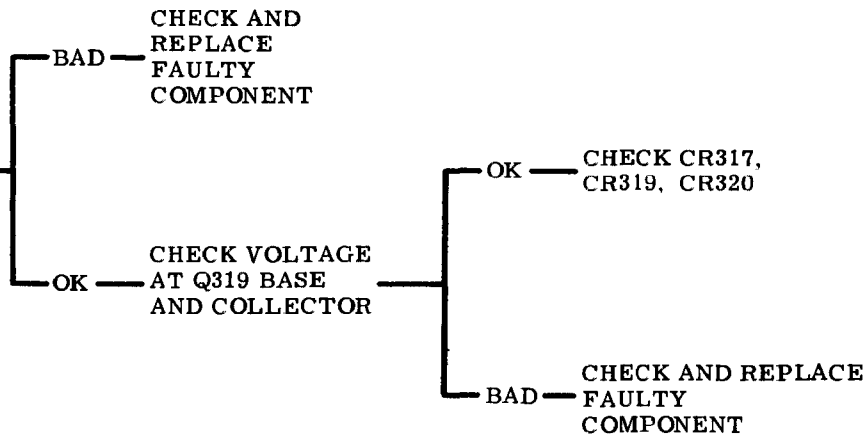 CHECK AND
REPLACE
BAD
FAULTY
COMPONENT
OK
CHECK CR317,
CR319, CR320
CHECK VOLTAGE
OK
AT Q319 BASE
AND COLLECTOR
CHECK AND REPLACE
BAD
FAULTY
COMPONENT